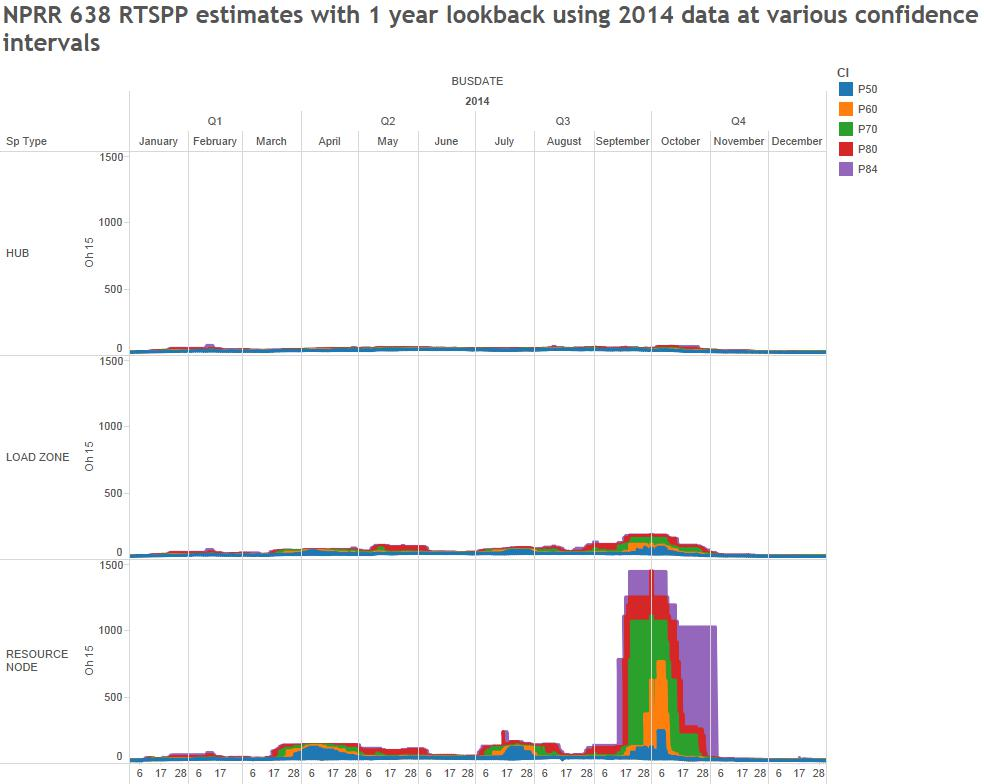 NPRR 638 RTSPP estimates with 1 year lookback using 2014 data at various confidence
intervals
CI
P50
P60
P70
P80
P84
BUSDATE
2014
Q1 Q2 Q3 Q4
Sp Type January February March April May June July August September October November December
HUB
Oh 15
1500
1000
500
0
LOAD ZONE
Oh 15
1500
1000
500
0
RESOURCE
NODE
Oh 15
1500
1000
500
0
6 17 28 6 17 6 17 28 6 17 28 6 17 28 6 17 28 6 17 28 6 17 28 6 17 28 6 17 28 6 17 28 6 17 28